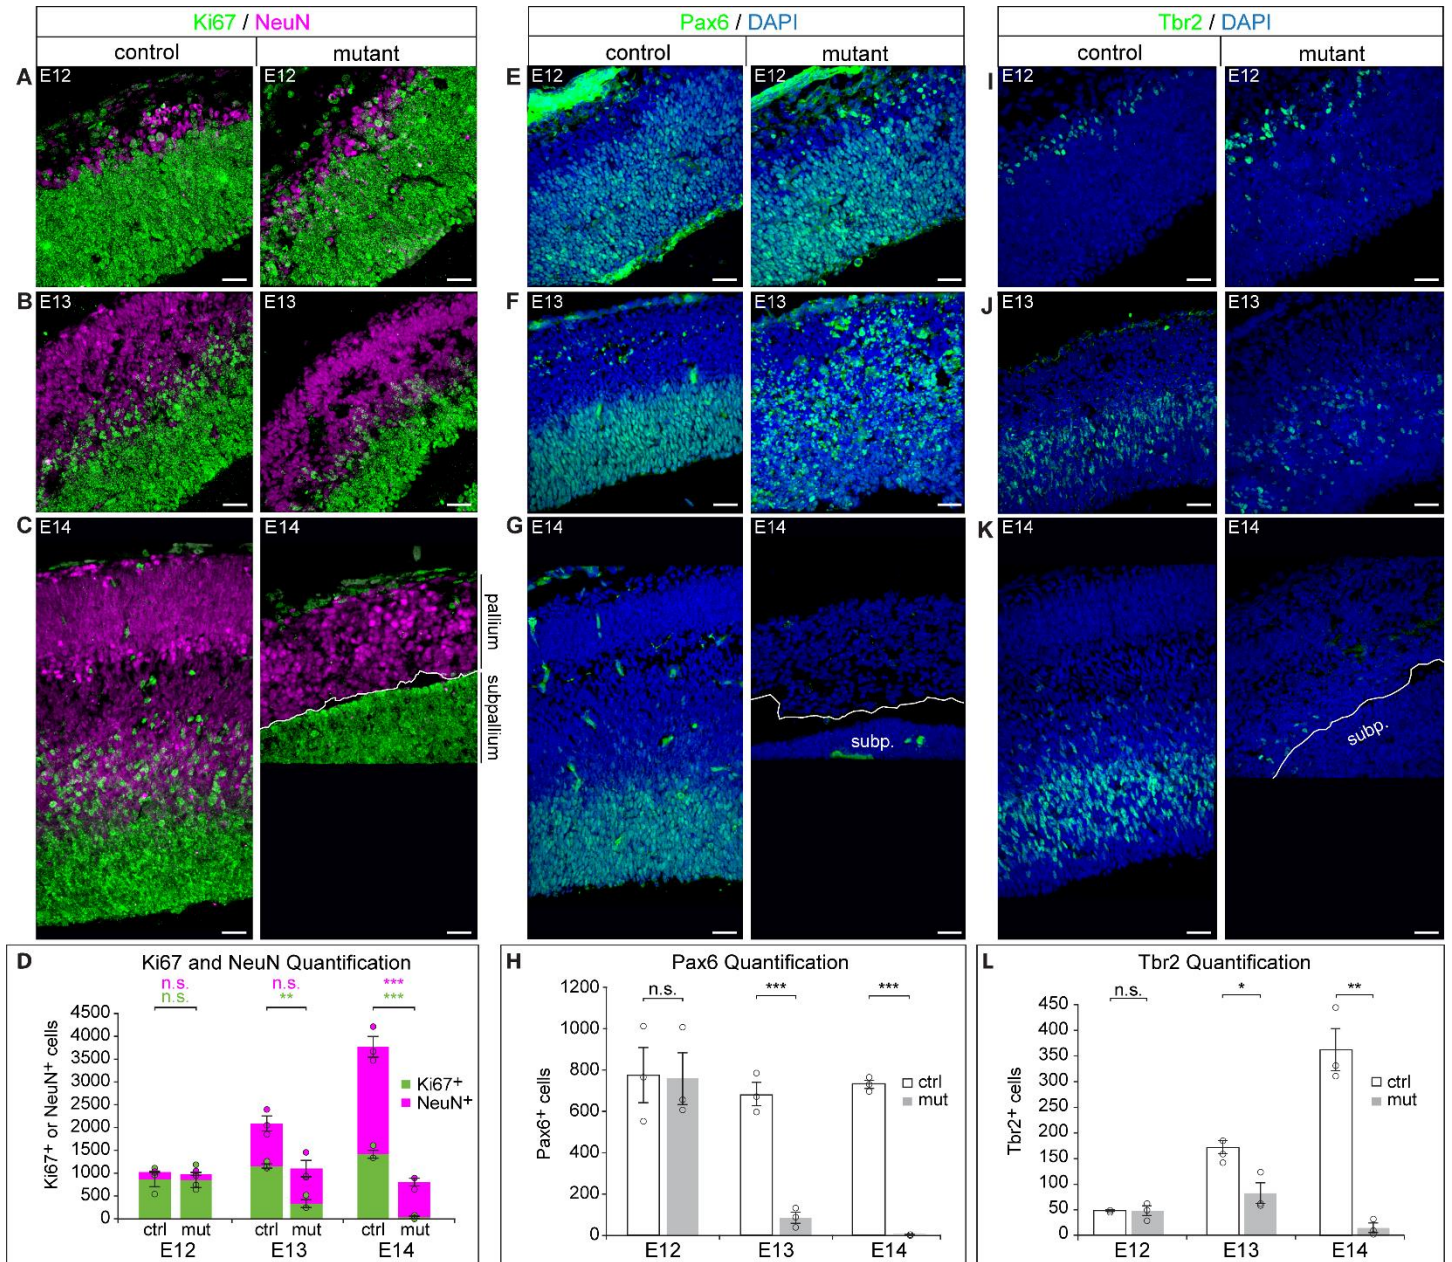 Ki67 / NeuN
Pax6 / DAPI
Tbr2 / DAPI
control
mutant
control
mutant
control
mutant
A
E12
E12
E
E12
E12
I
E12
E12
B
E13
E13
F
E13
E13
J
E13
E13
C
E14
E14
pallium
subpallium
G
E14
E14
subp.
K
E14
E14
subp.
D
Ki67 and NeuN Quantification
n.s.
n.s.
***
n.s.
**
***
Ki67⁺ or NeuN⁺ cells
4500
4000
3500
3000
2500
2000
1500
1000
500
0
Ki67⁺
NeuN⁺
ctrl
mut
ctrl
mut
ctrl
mut
E12
E13
E14
H
Pax6 Quantification
n.s.
***
***
Pax6⁺ cells
1200
1000
800
600
400
200
0
ctrl
mut
E12
E13
E14
L
Tbr2 Quantification
n.s.
*
**
Tbr2⁺ cells
450
400
350
300
250
200
150
100
50
0
ctrl
mut
E12
E13
E14